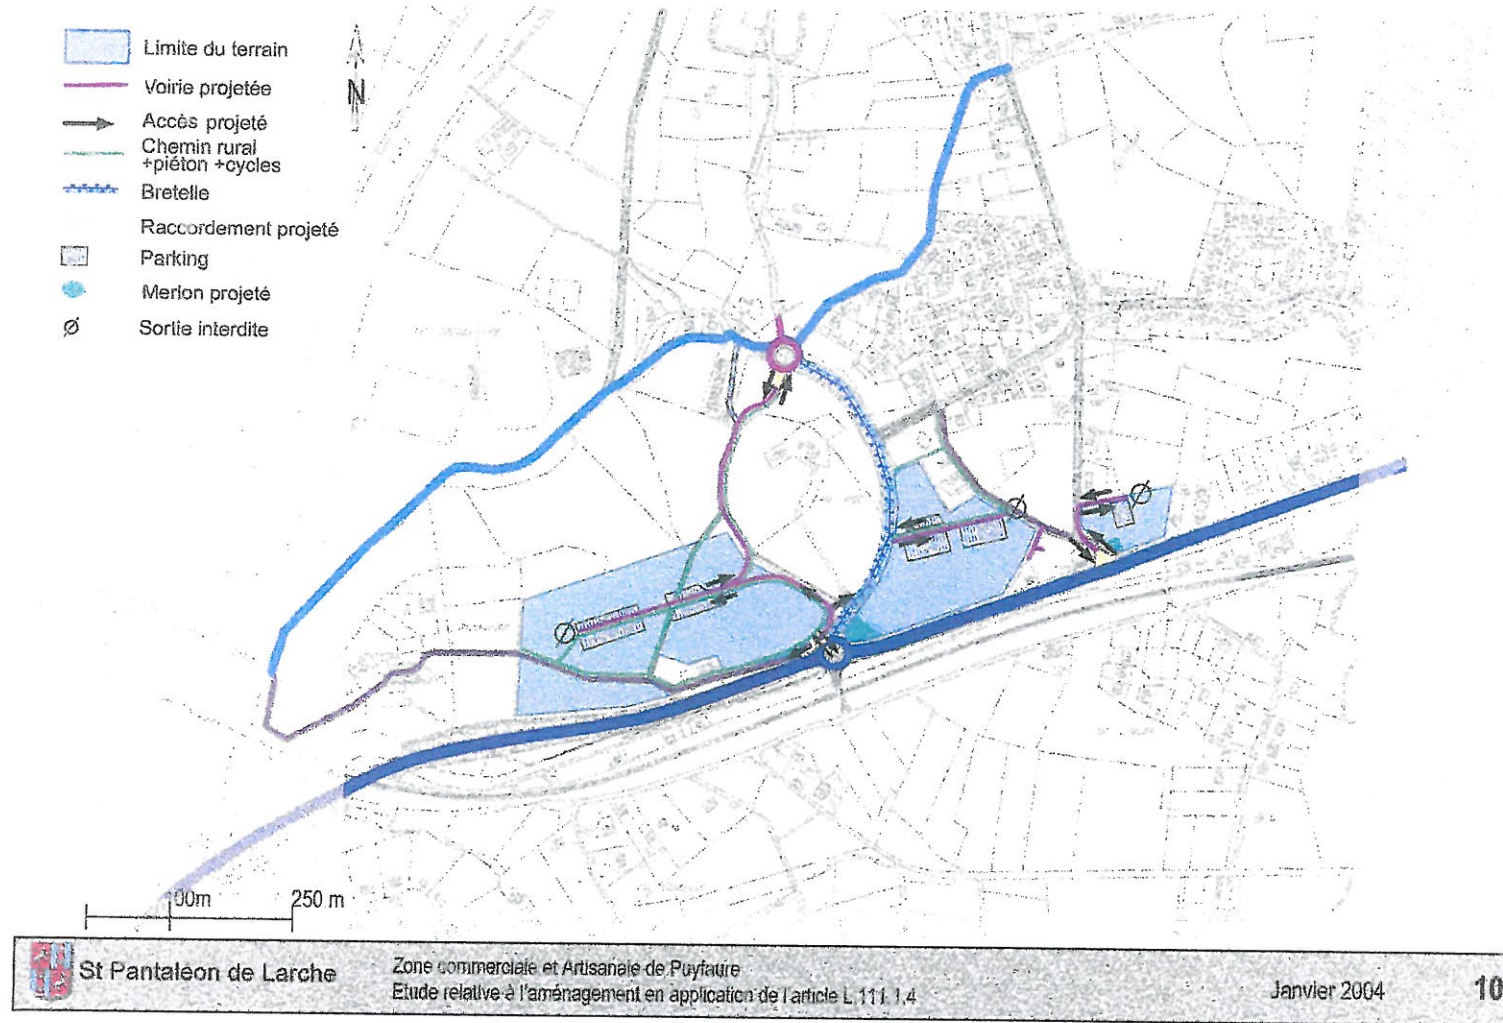 Limite du terrain
Voirie projetée
N
Accès projeté
Chemin rural
+piéton +cycles
Bretelle
Raccordement projeté
Parking
Merlon projeté
Sortie interdite
00m
250 m
St Pantaléon de Larche
Zone commerciale et Artisanale de Puyfaure
Etude relative à l'aménagement en application de l'article L.111.1.4
Janvier 2004
10